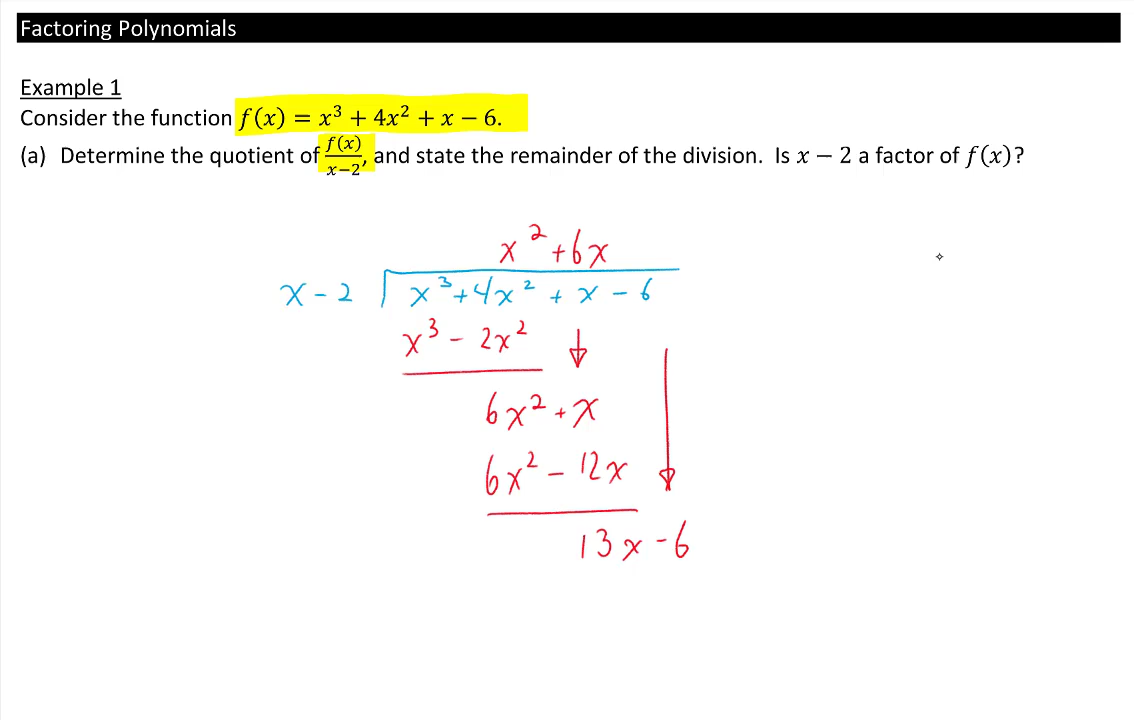 Factoring Polynomials
Example 1
Consider the function f(x) = x³ + 4x² + x − 6.
(a) Determine the quotient of f(x)/x−2, and state the remainder of the division. Is x − 2 a factor of f(x)?
x² + 6x
x − 2 x³ + 4x² + x − 6
x³ − 2x²
6x² + x
6x² − 12x
13x − 6